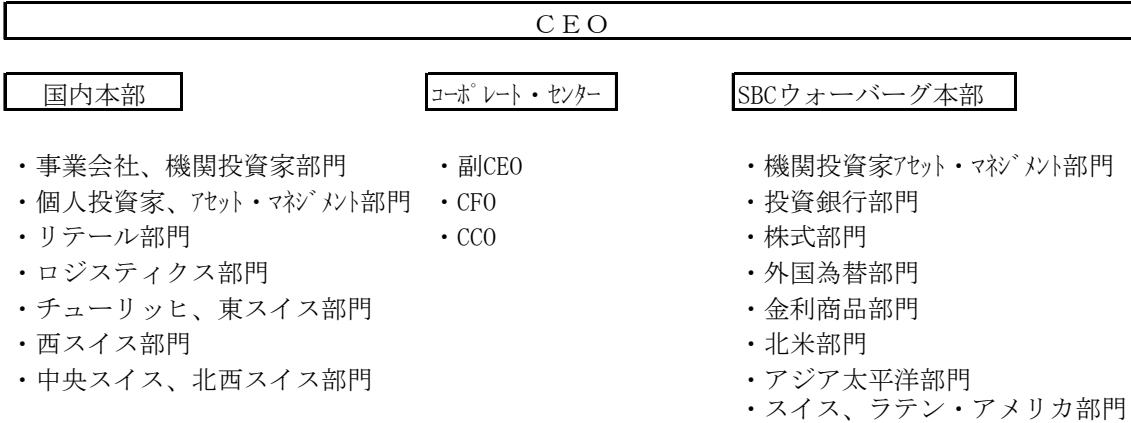 ＣＥＯ
国内本部
・事業会社、機関投資家部門
・個人投資家、ｱｾｯﾄ・ﾏﾈｼﾞﾒﾝﾄ部門
・リテール部門
・ロジスティクス部門
・チューリッヒ、東スイス部門
・西スイス部門
・中央スイス、北西スイス部門
ｺｰﾎﾟﾚｰﾄ・ｾﾝﾀｰ
・副CEO
・CFO
・CCO
SBCウォーバーグ本部
・機関投資家ｱｾｯﾄ・ﾏﾈｼﾞﾒﾝﾄ部門
・投資銀行部門
・株式部門
・外国為替部門
・金利商品部門
・北米部門
・アジア太平洋部門
・スイス、ラテン・アメリカ部門